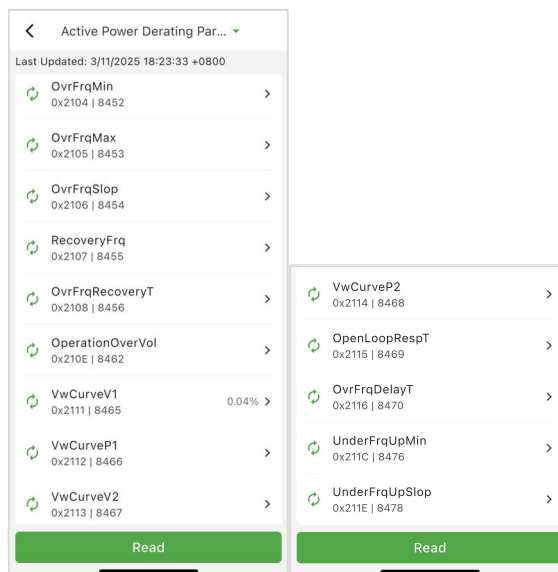 Active Power Derating Par...
Last Updated: 3/11/2025 18:23:33 +0800
OvrFrqMin
0x2104 | 8452
OvrFrqMax
0x2105 | 8453
OvrFrqSlop
0x2106 | 8454
RecoveryFrq
0x2107 | 8455
OvrFrqRecoveryT
0x2108 | 8456
OperationOverVol
0x210E | 8462
VwCurveV1
0.04%
0x2111 | 8465
VwCurveP1
0x2112 | 8466
VwCurveV2
0x2113 | 8467
Read
VwCurveP2
0x2114 | 8468
OpenLoopRespT
0x2115 | 8469
OvrFrqDelayT
0x2116 | 8470
UnderFrqUpMin
0x211C | 8476
UnderFrqUpSlop
0x211E | 8478
Read